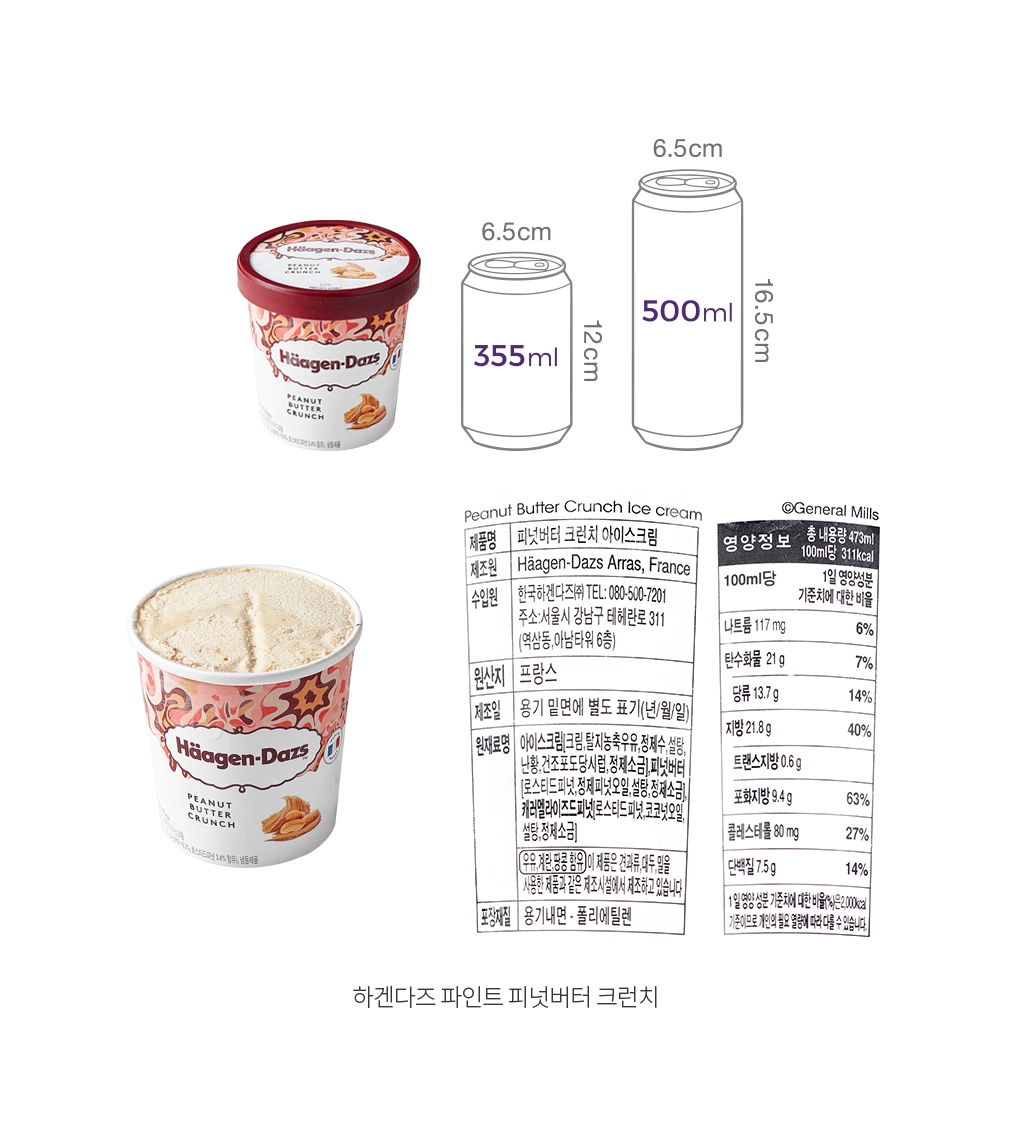 6.5cm
6.5cm
Häagen-Dazs
PEANUT
BUTTER
CRUNCH
500ml
16.5cm
355ml
12cm
Häagen-Dazs
PEANUT
BUTTER
CRUNCH
Peanut Butter Crunch Ice cream
제품명 피넛버터 크런치 아이스크림
제조원 Häagen-Dazs Arras, France
수입원 한국하겐다즈㈜ TEL: 080-500-7201
주소:서울시 강남구 테헤란로 311
(역삼동,아남타워 6층)
원산지 프랑스
제조일 용기 밑면에 별도 표기(년/월/일)
원재료명 아이스크림[크림,탈지농축우유,정제수,설탕,
난황,건조포도당시럽,정제소금],피넛버터
[로스티드피넛,정제피넛오일,설탕,정제소금],
캐러멜라이즈드피넛[로스티드피넛,코코넛오일,
설탕,정제소금]
우유,계란,땅콩 함유 이 제품은 견과류,대두,밀을
사용한 제품과 같은 제조시설에서 제조하고 있습니다
포장재질 용기내면 - 폴리에틸렌
©General Mills
영양정보 총 내용량 473ml
100ml당 311kcal
100ml당 1일 영양성분
기준치에 대한 비율
나트륨 117 mg 6%
탄수화물 21 g 7%
당류 13.7 g 14%
지방 21.8 g 40%
트랜스지방 0.6 g
포화지방 9.4 g 63%
콜레스테롤 80 mg 27%
단백질 7.5 g 14%
1일 영양성분 기준치에 대한 비율(%)은 2,000kcal
기준이므로 개인의 필요 열량에 따라 다를 수 있습니다.
Häagen-Dazs
PEANUT
BUTTER
CRUNCH
하겐다즈 파인트 피넛버터 크런치